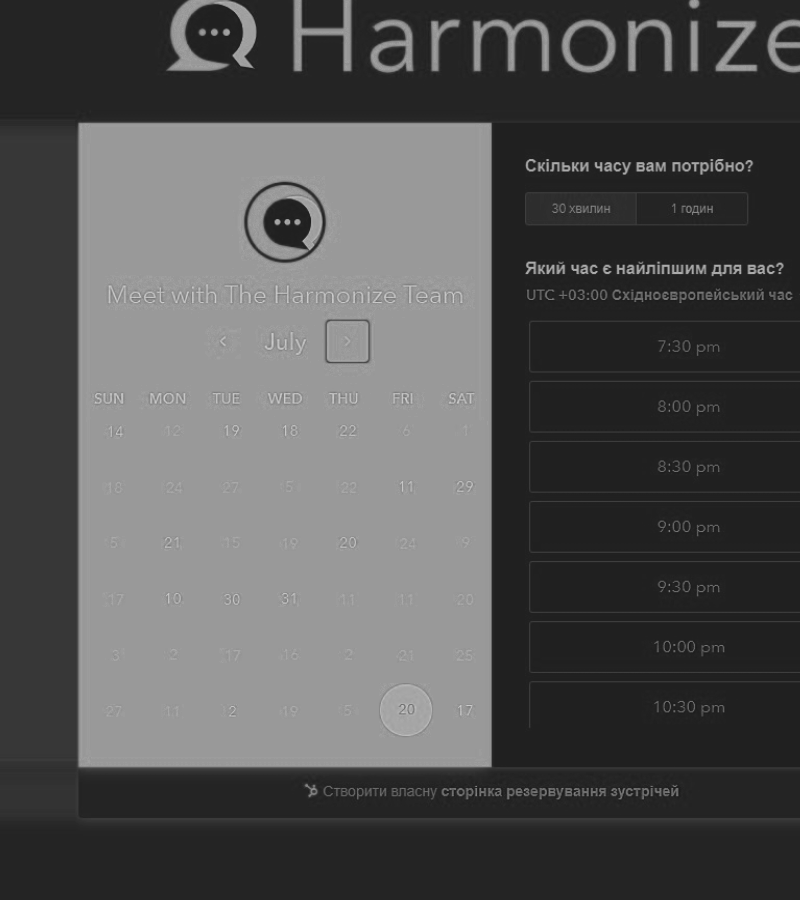 Harmonize
Meet with The Harmonize Team
July
SUN MON TUE WED THU FRI SAT
14 12 19 18 22 6 1
18 24 27 5 22 11 29
5 21 15 19 20 24 9
17 10 30 31 11 11 20
3 2 17 16 2 21 25
27 11 2 19 5 20 17
Скільки часу вам потрібно?
30 хвилин 1 годин
Який час є найліпшим для вас?
UTC +03:00 Східноєвропейський час
7:30 pm
8:00 pm
8:30 pm
9:00 pm
9:30 pm
10:00 pm
10:30 pm
Створити власну сторінка резервування зустрічей